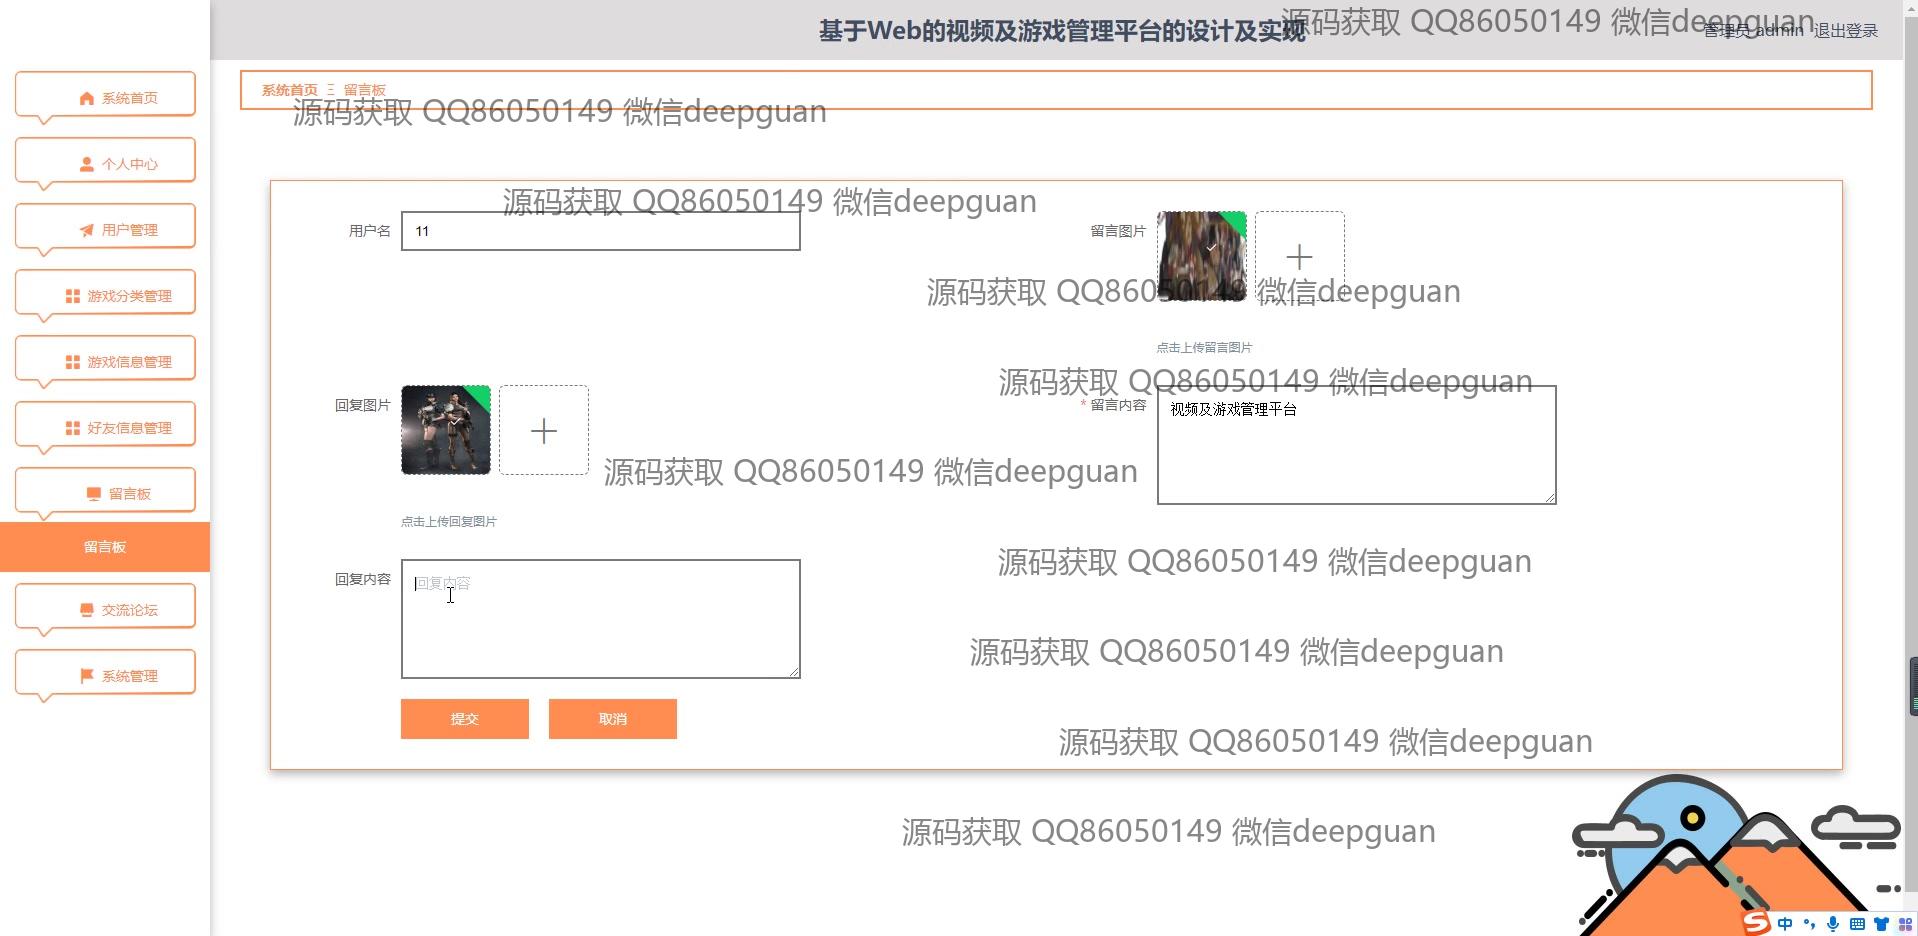 基于Web的视频及游戏管理平台的设计及实现
源码获取 QQ86050149 微信deepguan
管理员 admin 退出登录
系统首页
系统首页 Ξ 留言板
源码获取 QQ86050149 微信deepguan
个人中心
源码获取 QQ86050149 微信deepguan
用户管理
用户名
11
留言图片
源码获取 QQ86050149 微信deepguan
游戏分类管理
点击上传留言图片
游戏信息管理
源码获取 QQ86050149 微信deepguan
回复图片
* 留言内容
视频及游戏管理平台
好友信息管理
源码获取 QQ86050149 微信deepguan
留言板
点击上传回复图片
留言板
源码获取 QQ86050149 微信deepguan
回复内容
回复内容
交流论坛
源码获取 QQ86050149 微信deepguan
系统管理
提交
取消
源码获取 QQ86050149 微信deepguan
源码获取 QQ86050149 微信deepguan
S 中